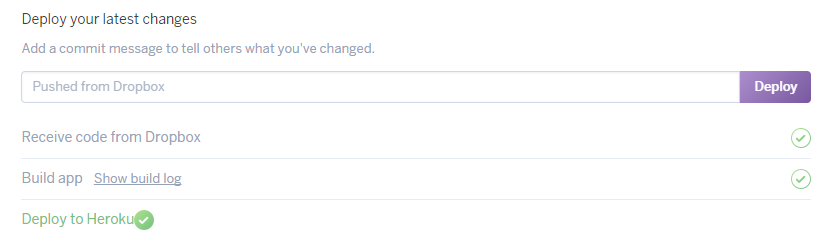 Deploy your latest changes
Add a commit message to tell others what you've changed.
Pushed from Dropbox
Deploy
Receive code from Dropbox
Build app Show build log
Deploy to Heroku